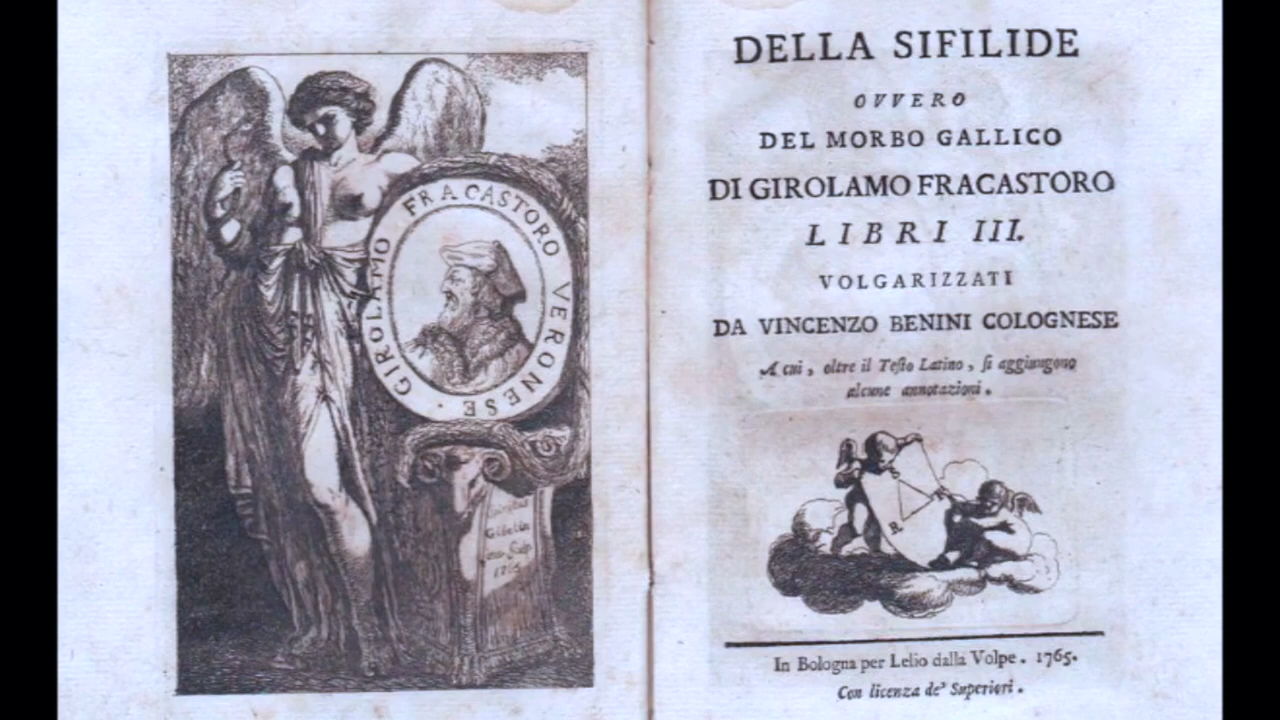 GIROLAMO FRACASTORO VERONESE ·
1765
DELLA SIFILIDE
OVVERO
DEL MORBO GALLICO
DI GIROLAMO FRACASTORO
LIBRI III.
VOLGARIZZATI
DA VINCENZO BENINI COLOGNESE
A cui, oltre il Teſto Latino, ſi aggiungono
alcune annotazioni.
R
In Bologna per Lelio dalla Volpe. 1765.
Con licenza de' Superiori.